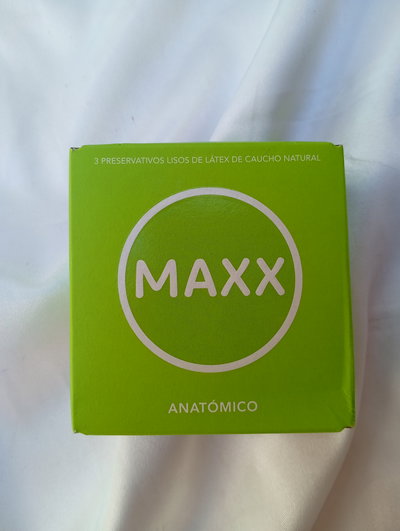 3 PRESERVATIVOS LISOS DE LÁTEX DE CAUCHO NATURAL
MAXX
ANATÓMICO